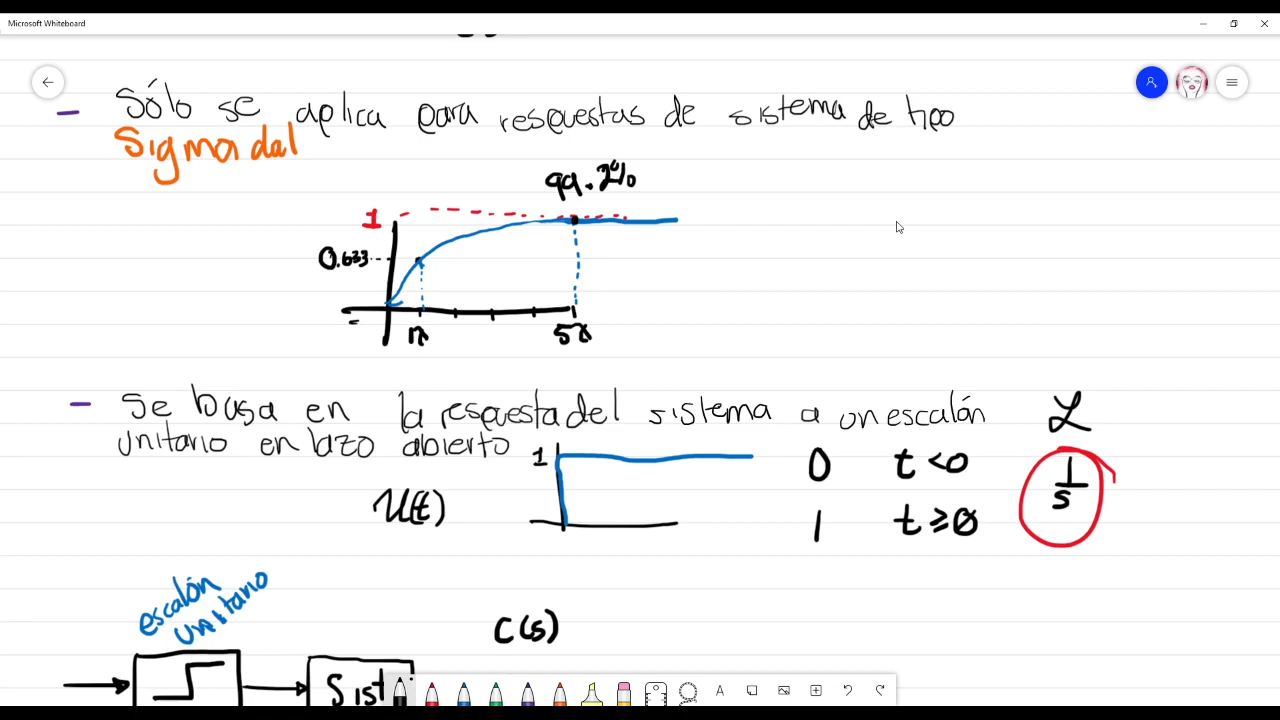 Microsoft Whiteboard
- Sólo se aplica para respuestas de sistema de tipo
Sigmoidal
99.2%
1
0.633
1τ
5τ
- Se busa en la respuesta del sistema a un escalón
unitario en lazo abierto
ℒ
1
0 t<0
1/s
U(t)
1 t≥0
escalón
unitario
C(s)
Sist